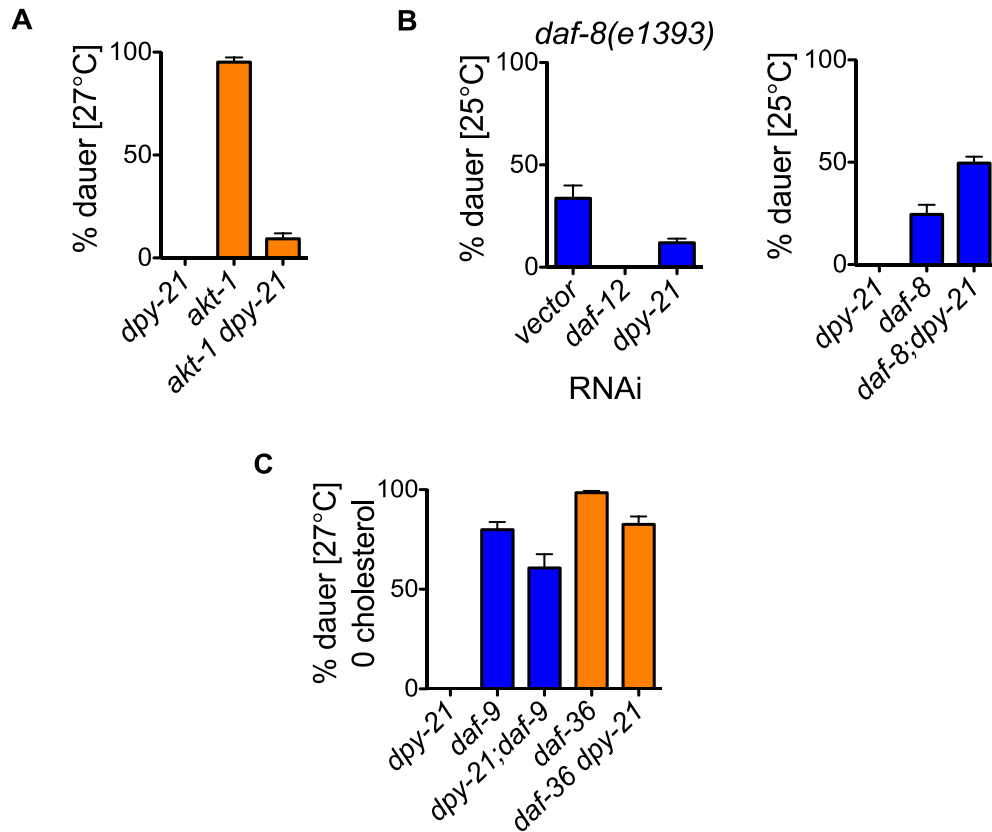 A
% dauer [27°C]
100
50
0
dpy-21
akt-1
akt-1 dpy-21
B
daf-8(e1393)
% dauer [25°C]
100
50
0
vector
daf-12
dpy-21
RNAi
% dauer [25°C]
100
50
0
dpy-21
daf-8
daf-8;dpy-21
C
% dauer [27°C]
0 cholesterol
100
50
0
dpy-21
daf-9
dpy-21;daf-9
daf-36
daf-36 dpy-21